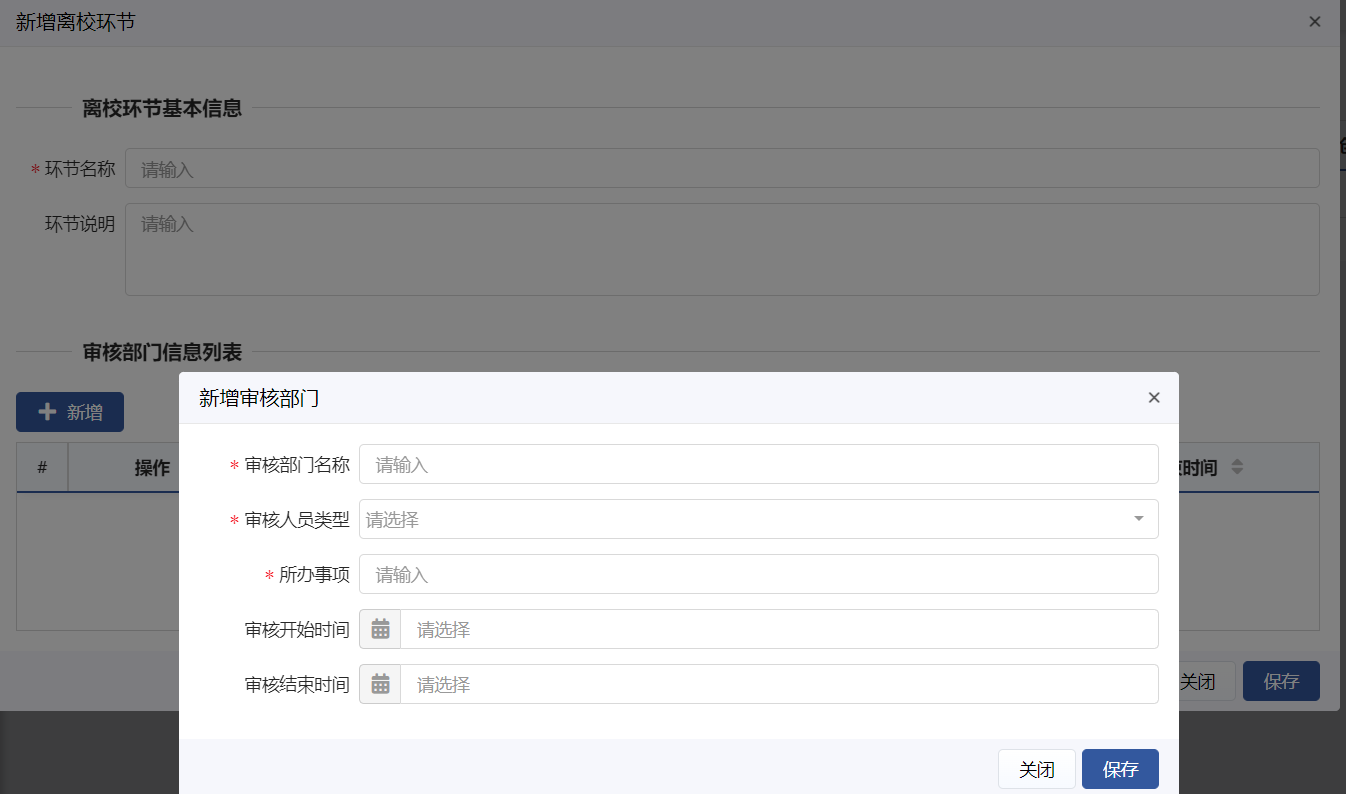 新增离校环节
离校环节基本信息
* 环节名称 请输入
环节说明 请输入
审核部门信息列表
新增
# 操作 束时间
新增审核部门
* 审核部门名称 请输入
* 审核人员类型 请选择
* 所办事项 请输入
审核开始时间 请选择
审核结束时间 请选择
关闭 保存
关闭 保存